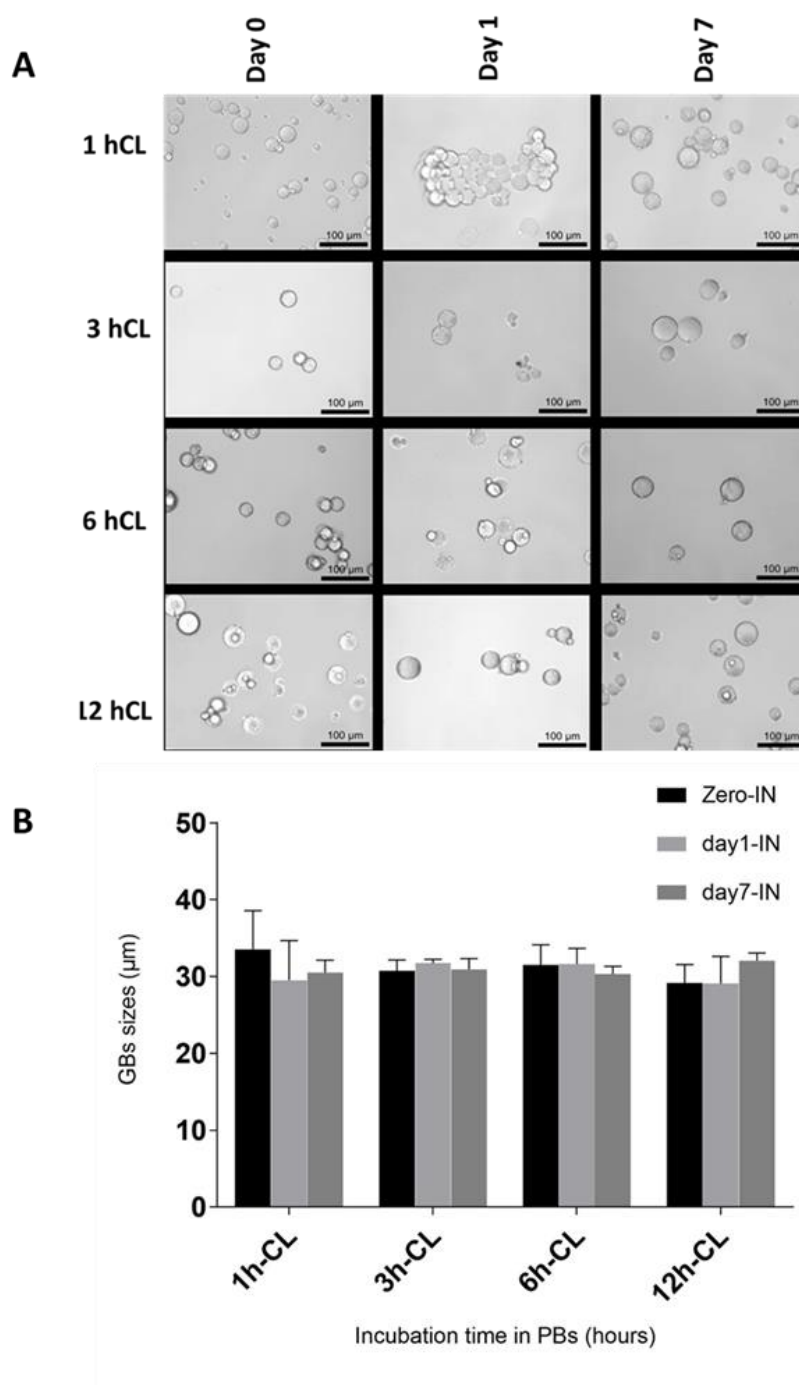 A
Day 0
Day 1
Day 7
1 hCL
100 µm
100 µm
100 µm
3 hCL
100 µm
100 µm
100 µm
6 hCL
100 µm
100 µm
100 µm
12 hCL
100 µm
100 µm
100 µm
B
Zero-IN
day1-IN
day7-IN
50
40
30
20
10
0
GBs sizes (µm)
1h-CL
3h-CL
6h-CL
12h-CL
Incubation time in PBs (hours)